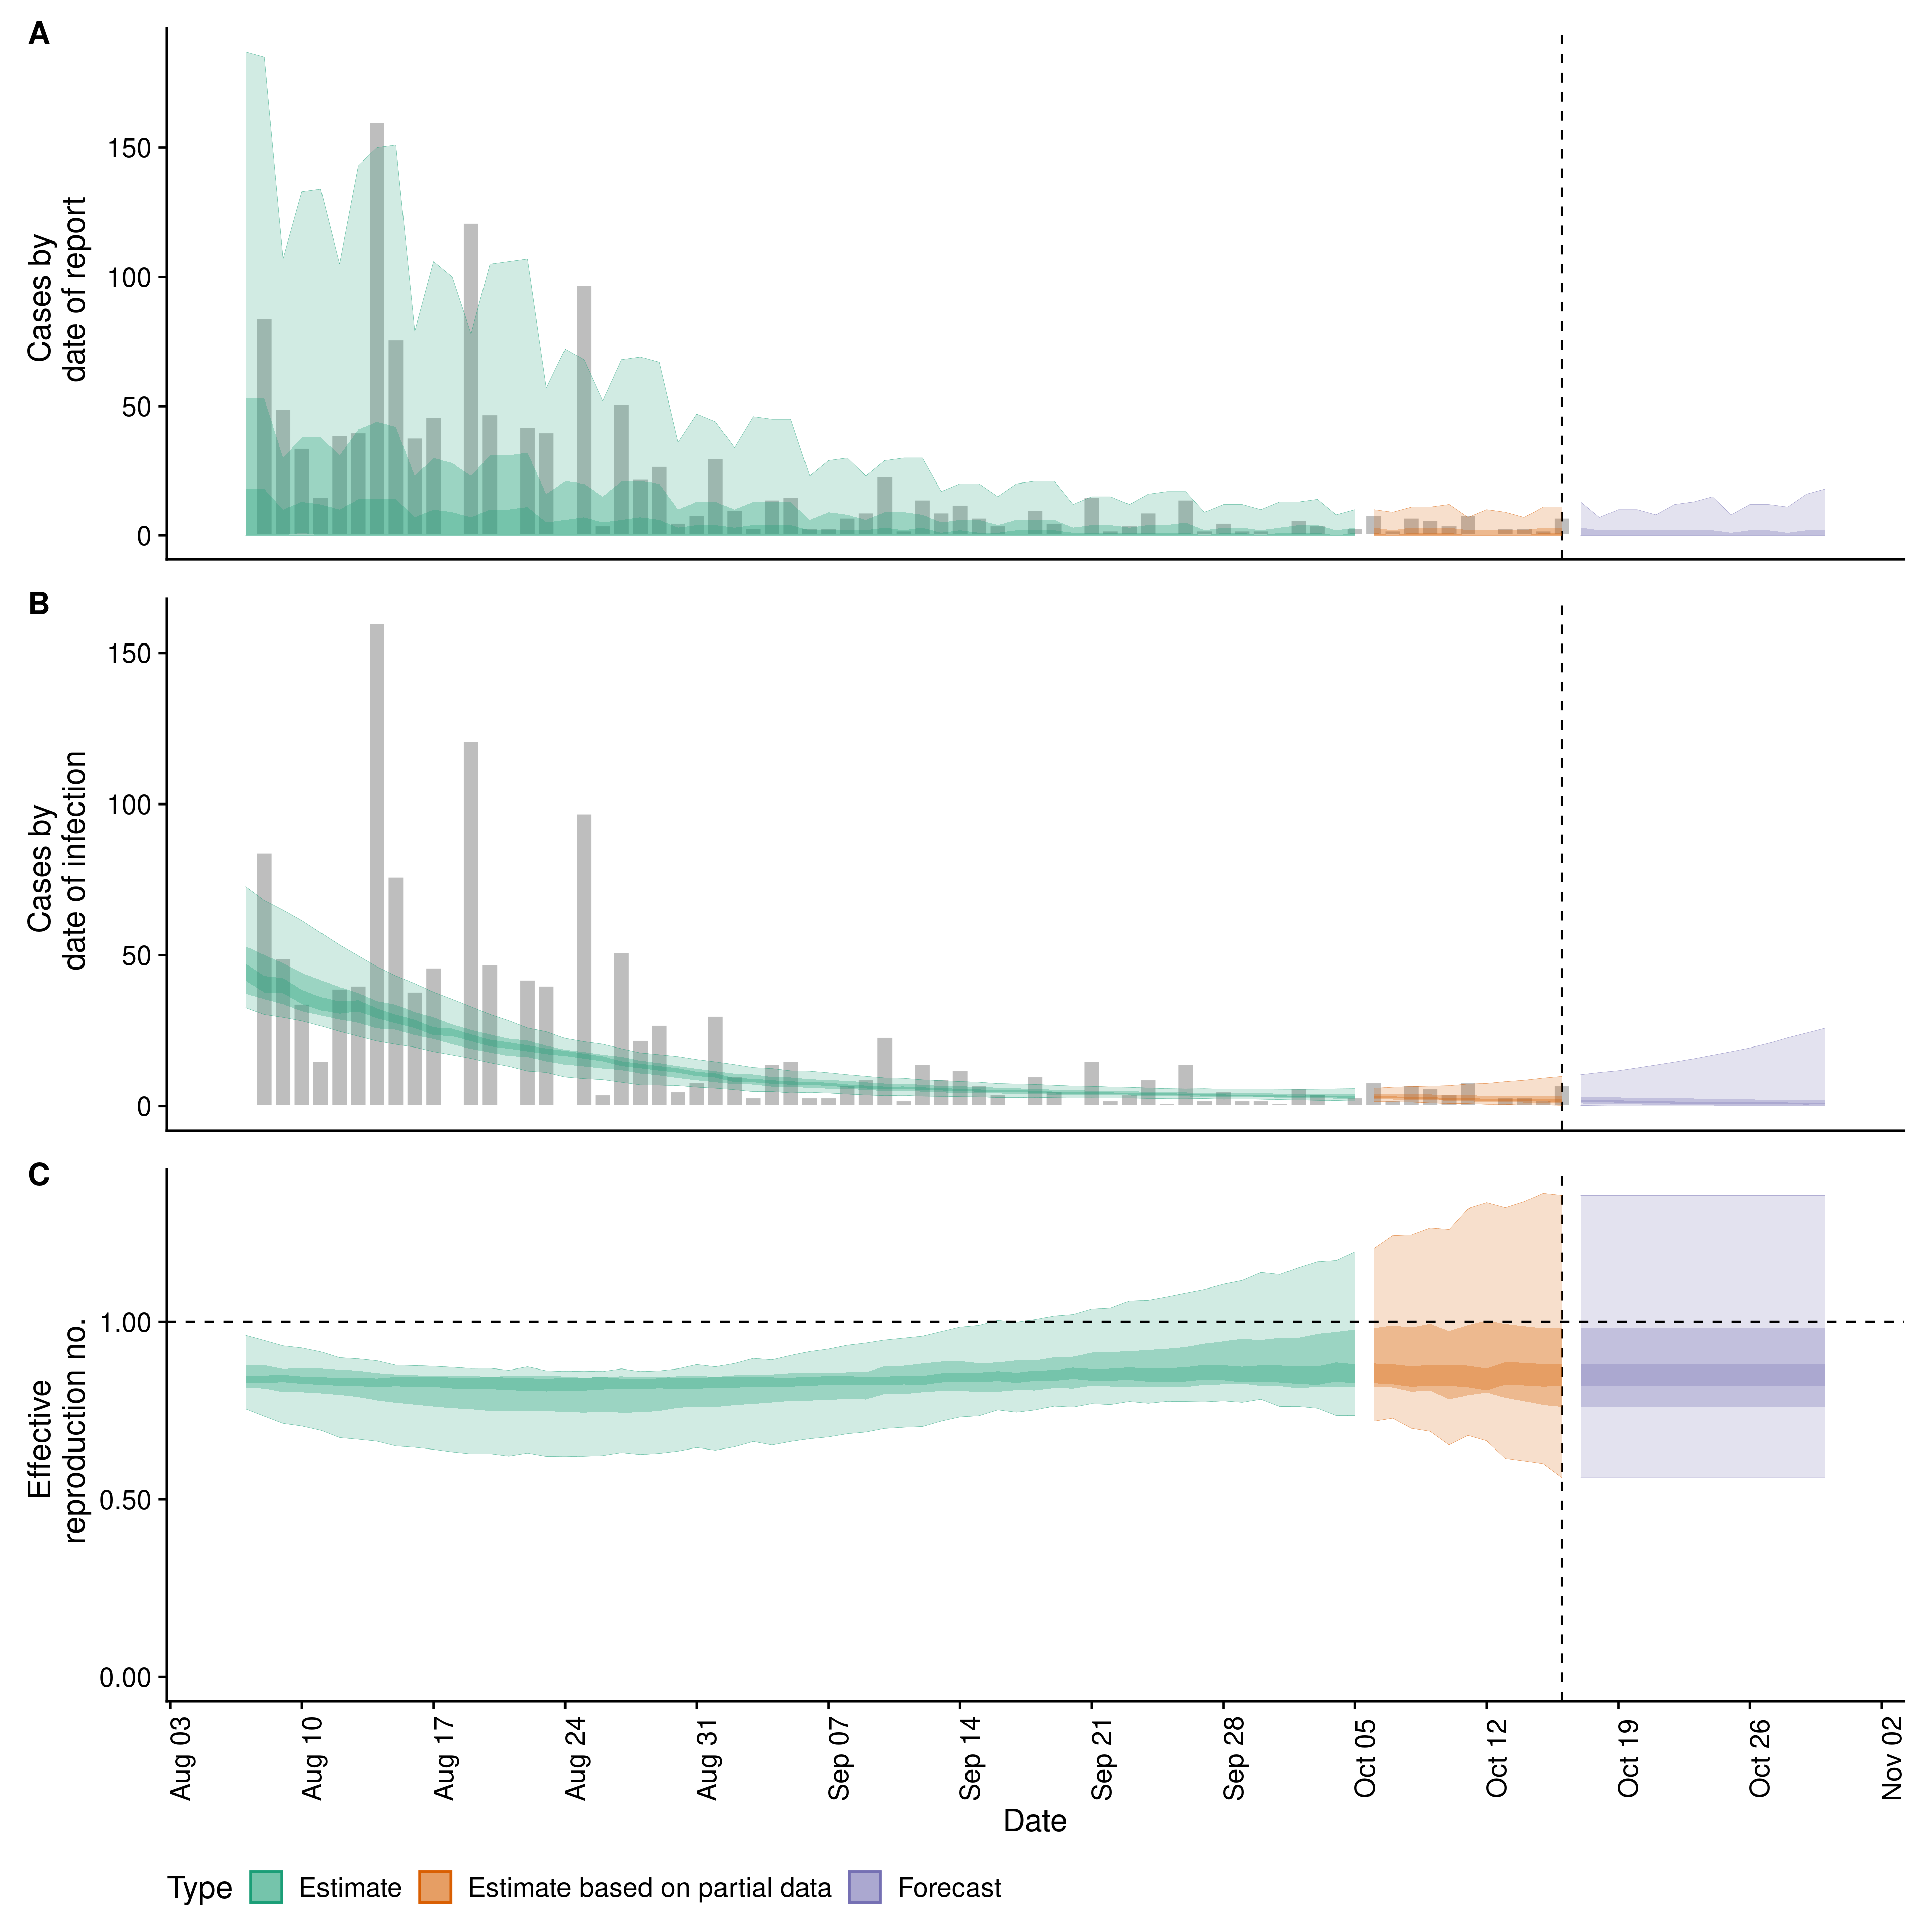 A
Cases by
date of report
150
100
50
0
B
Cases by
date of infection
150
100
50
0
C
Effective
reproduction no.
1.00
0.50
0.00
Aug 03
Aug 10
Aug 17
Aug 24
Aug 31
Sep 07
Sep 14
Sep 21
Sep 28
Oct 05
Oct 12
Oct 19
Oct 26
Nov 02
Date
Type
Estimate
Estimate based on partial data
Forecast